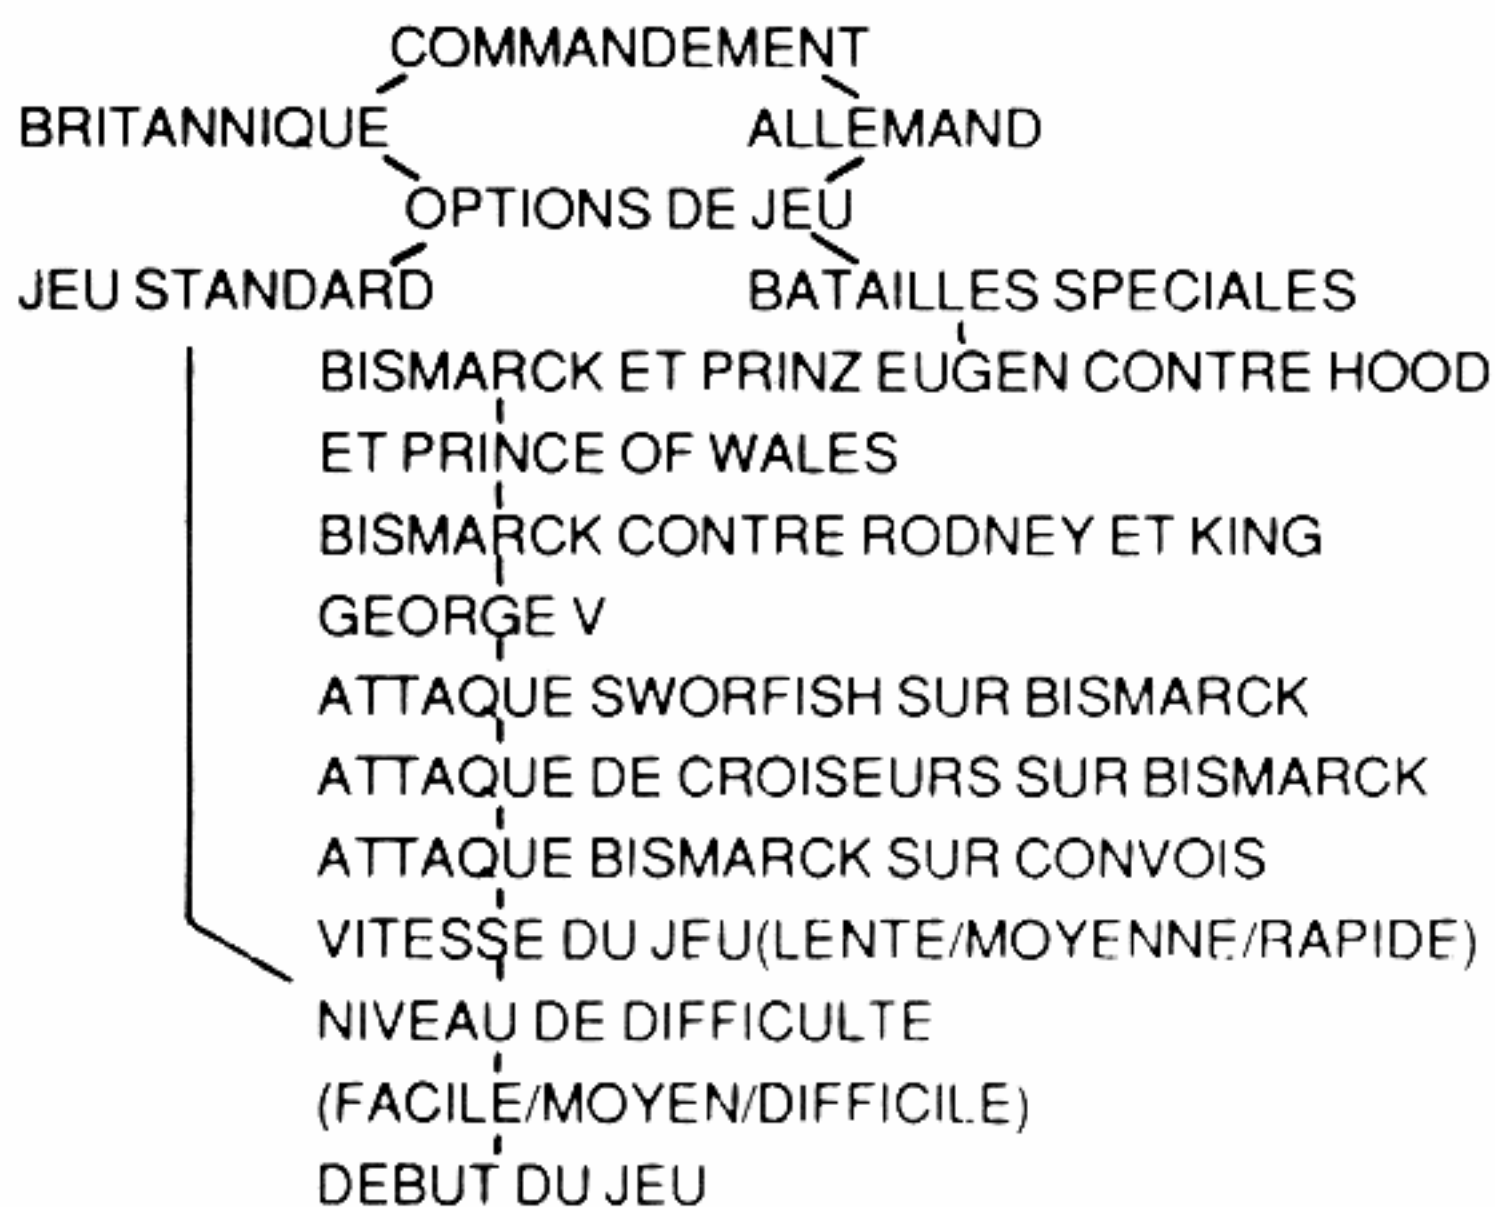 COMMANDEMENT
BRITANNIQUE ALLEMAND
OPTIONS DE JEU
JEU STANDARD BATAILLES SPECIALES
BISMARCK ET PRINZ EUGEN CONTRE HOOD
ET PRINCE OF WALES
BISMARCK CONTRE RODNEY ET KING
GEORGE V
ATTAQUE SWORFISH SUR BISMARCK
ATTAQUE DE CROISEURS SUR BISMARCK
ATTAQUE BISMARCK SUR CONVOIS
VITESSE DU JEU(LENTE/MOYENNE/RAPIDE)
NIVEAU DE DIFFICULTE
(FACILE/MOYEN/DIFFICILE)
DEBUT DU JEU